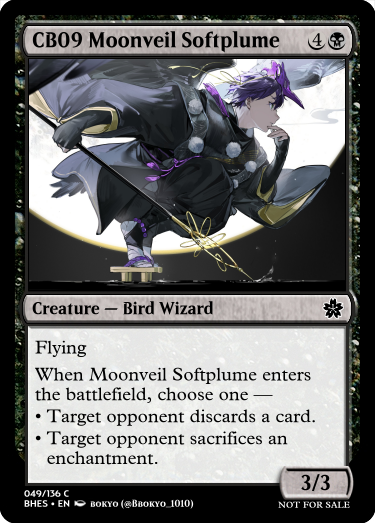 CB09 Moonveil Softplume 4
Creature — Bird Wizard
Flying
When Moonveil Softplume enters
the battlefield, choose one —
• Target opponent discards a card.
• Target opponent sacrifices an
enchantment.
3/3
049/136 C
BHES • EN BOKYO (@BBOKYO_1010)
NOT FOR SALE